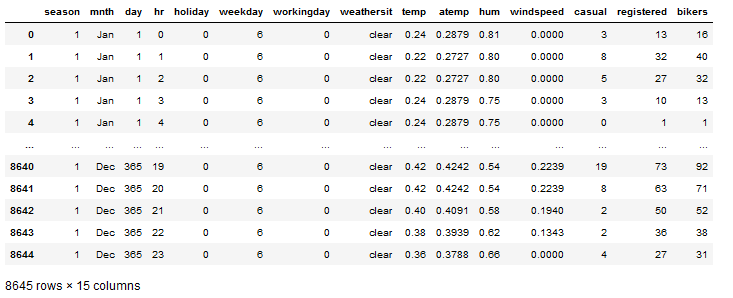 season mnth day hr holiday weekday workingday weathersit temp atemp hum windspeed casual registered bikers
0 1 Jan 1 0 0 6 0 clear 0.24 0.2879 0.81 0.0000 3 13 16
1 1 Jan 1 1 0 6 0 clear 0.22 0.2727 0.80 0.0000 8 32 40
2 1 Jan 1 2 0 6 0 clear 0.22 0.2727 0.80 0.0000 5 27 32
3 1 Jan 1 3 0 6 0 clear 0.24 0.2879 0.75 0.0000 3 10 13
4 1 Jan 1 4 0 6 0 clear 0.24 0.2879 0.75 0.0000 0 1 1
... ... ... ... ... ... ... ... ... ... ... ... ... ... ... ...
8640 1 Dec 365 19 0 6 0 clear 0.42 0.4242 0.54 0.2239 19 73 92
8641 1 Dec 365 20 0 6 0 clear 0.42 0.4242 0.54 0.2239 8 63 71
8642 1 Dec 365 21 0 6 0 clear 0.40 0.4091 0.58 0.1940 2 50 52
8643 1 Dec 365 22 0 6 0 clear 0.38 0.3939 0.62 0.1343 2 36 38
8644 1 Dec 365 23 0 6 0 clear 0.36 0.3788 0.66 0.0000 4 27 31
8645 rows × 15 columns